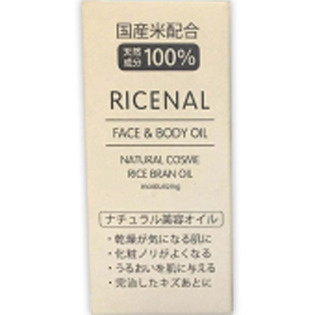 国産米配合
天然成分 100%
RICENAL
FACE & BODY OIL
NATURAL COSME
RICE BRAN OIL
moisturizing
ナチュラル美容オイル
・乾燥が気になる肌に
・化粧ノリがよくなる
・うるおいを肌に与える
・完治したキズあとに